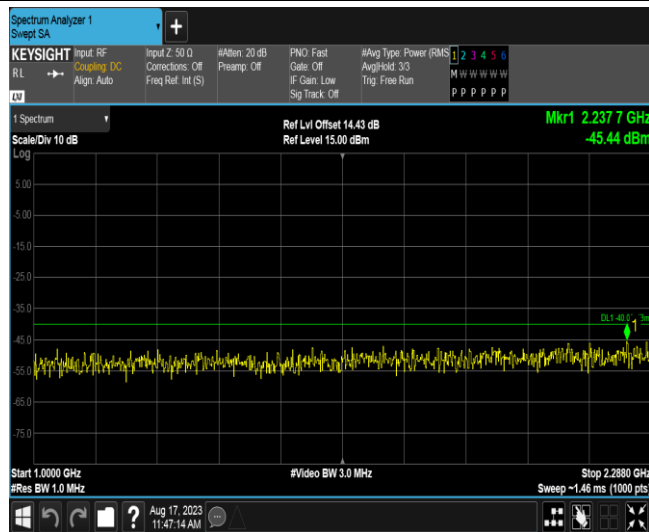 Spectrum Analyzer 1
Swept SA
+
KEYSIGHT
RL
LXI
Input: RF
Coupling: DC
Align: Auto
Input Z: 50 Ω
Corrections: Off
Freq Ref: Int (S)
#Atten: 20 dB
Preamp: Off
PNO: Fast
Gate: Off
IF Gain: Low
Sig Track: Off
#Avg Type: Power (RMS
Avg|Hold: 3/3
Trig: Free Run
1 2 3 4 5 6
M W W W W W
P P P P P P
1 Spectrum
Scale/Div 10 dB
Log
Ref Lvl Offset 14.43 dB
Ref Level 15.00 dBm
Mkr1 2.237 7 GHz
-45.44 dBm
5.00
-5.00
-15.0
-25.0
-35.0
DL1 -40.0
1
-45.0
-55.0
-65.0
-75.0
Start 1.0000 GHz
#Res BW 1.0 MHz
#Video BW 3.0 MHz
Stop 2.2880 GHz
Sweep ~1.46 ms (1000 pts)
?
Aug 17, 2023
11:47:14 AM